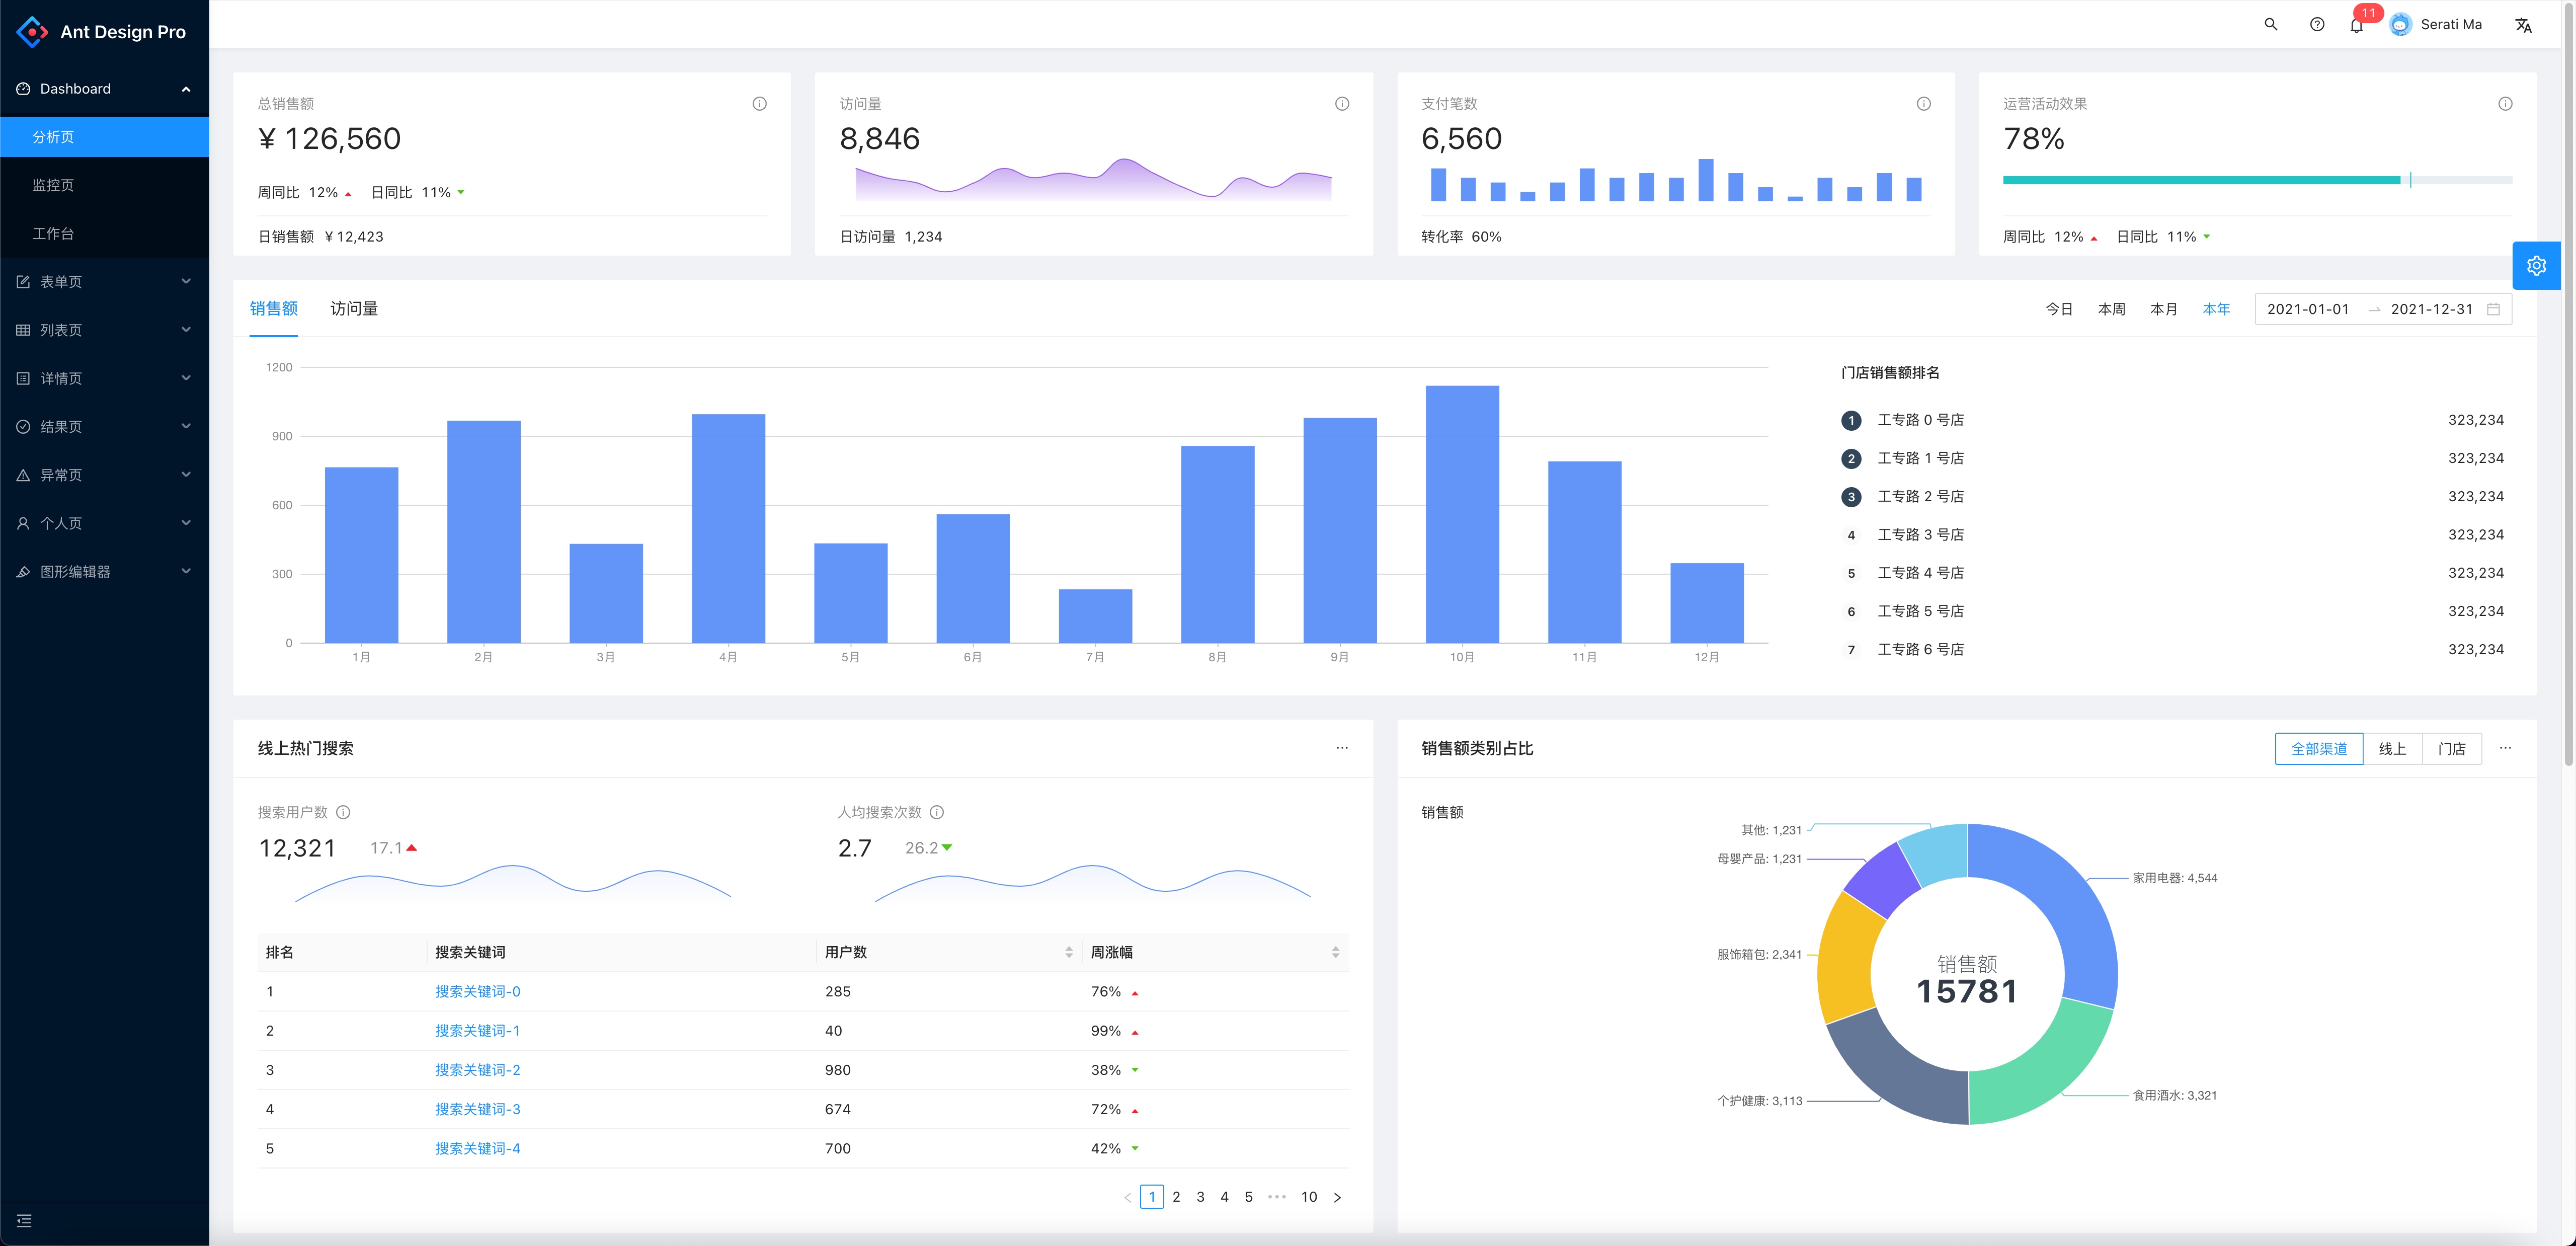 Ant Design Pro
11
Serati Ma
Dashboard
分析页
监控页
工作台
表单页
列表页
详情页
结果页
异常页
个人页
图形编辑器
总销售额
¥ 126,560
周同比 12% 日同比 11%
日销售额 ¥ 12,423
访问量
8,846
日访问量 1,234
支付笔数
6,560
转化率 60%
运营活动效果
78%
周同比 12% 日同比 11%
销售额 访问量
今日 本周 本月 本年 2021-01-01 2021-12-31
1200
900
600
300
0
1月 2月 3月 4月 5月 6月 7月 8月 9月 10月 11月 12月
门店销售额排名
1 工专路 0 号店 323,234
2 工专路 1 号店 323,234
3 工专路 2 号店 323,234
4 工专路 3 号店 323,234
5 工专路 4 号店 323,234
6 工专路 5 号店 323,234
7 工专路 6 号店 323,234
线上热门搜索
搜索用户数
12,321 17.1
人均搜索次数
2.7 26.2
排名 搜索关键词 用户数 周涨幅
1 搜索关键词-0 285 76%
2 搜索关键词-1 40 99%
3 搜索关键词-2 980 38%
4 搜索关键词-3 674 72%
5 搜索关键词-4 700 42%
< 1 2 3 4 5 ••• 10 >
销售额类别占比
全部渠道 线上 门店
销售额
其他: 1,231
母婴产品: 1,231
家用电器: 4,544
服饰箱包: 2,341
销售额
15781
个护健康: 3,113
食用酒水: 3,321